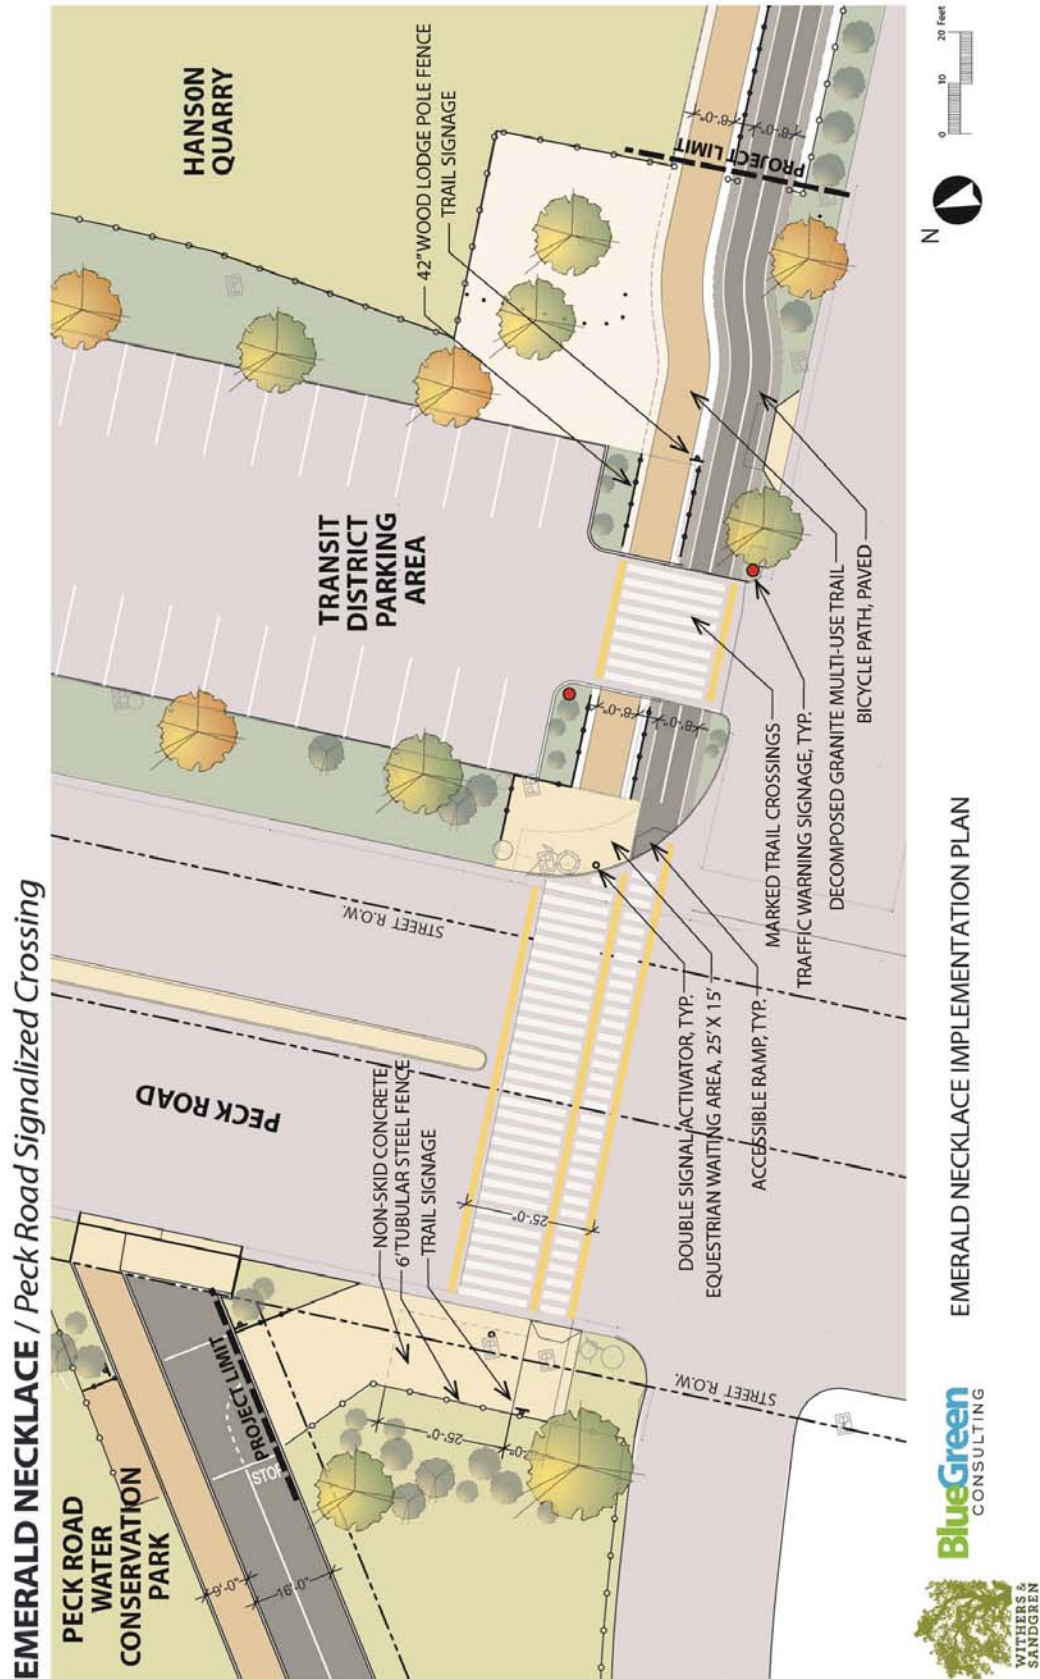 EMERALD NECKLACE / Peck Road Signalized Crossing
PECK ROAD
WATER
CONSERVATION
PARK
PROJECT LIMIT
STOP
9'-0"
16'-0"
25'-0"
NON-SKID CONCRETE
6' TUBULAR STEEL FENCE
TRAIL SIGNAGE
PECK ROAD
STREET R.O.W.
STREET R.O.W.
25'-0"
TRANSIT
DISTRICT
PARKING
AREA
HANSON
QUARRY
42" WOOD LODGE POLE FENCE
TRAIL SIGNAGE
8'-0"
8'-0"
8'-0"
8'-0"
PROJECT LIMIT
DOUBLE SIGNAL ACTIVATOR, TYP.
EQUESTRIAN WAITING AREA, 25' X 15'
ACCESSIBLE RAMP, TYP.
MARKED TRAIL CROSSINGS
TRAFFIC WARNING SIGNAGE, TYP.
DECOMPOSED GRANITE MULTI-USE TRAIL
BICYCLE PATH, PAVED
WITHERS &
SANDGREN
BlueGreen
CONSULTING
EMERALD NECKLACE IMPLEMENTATION PLAN
N
0 10 20 Feet